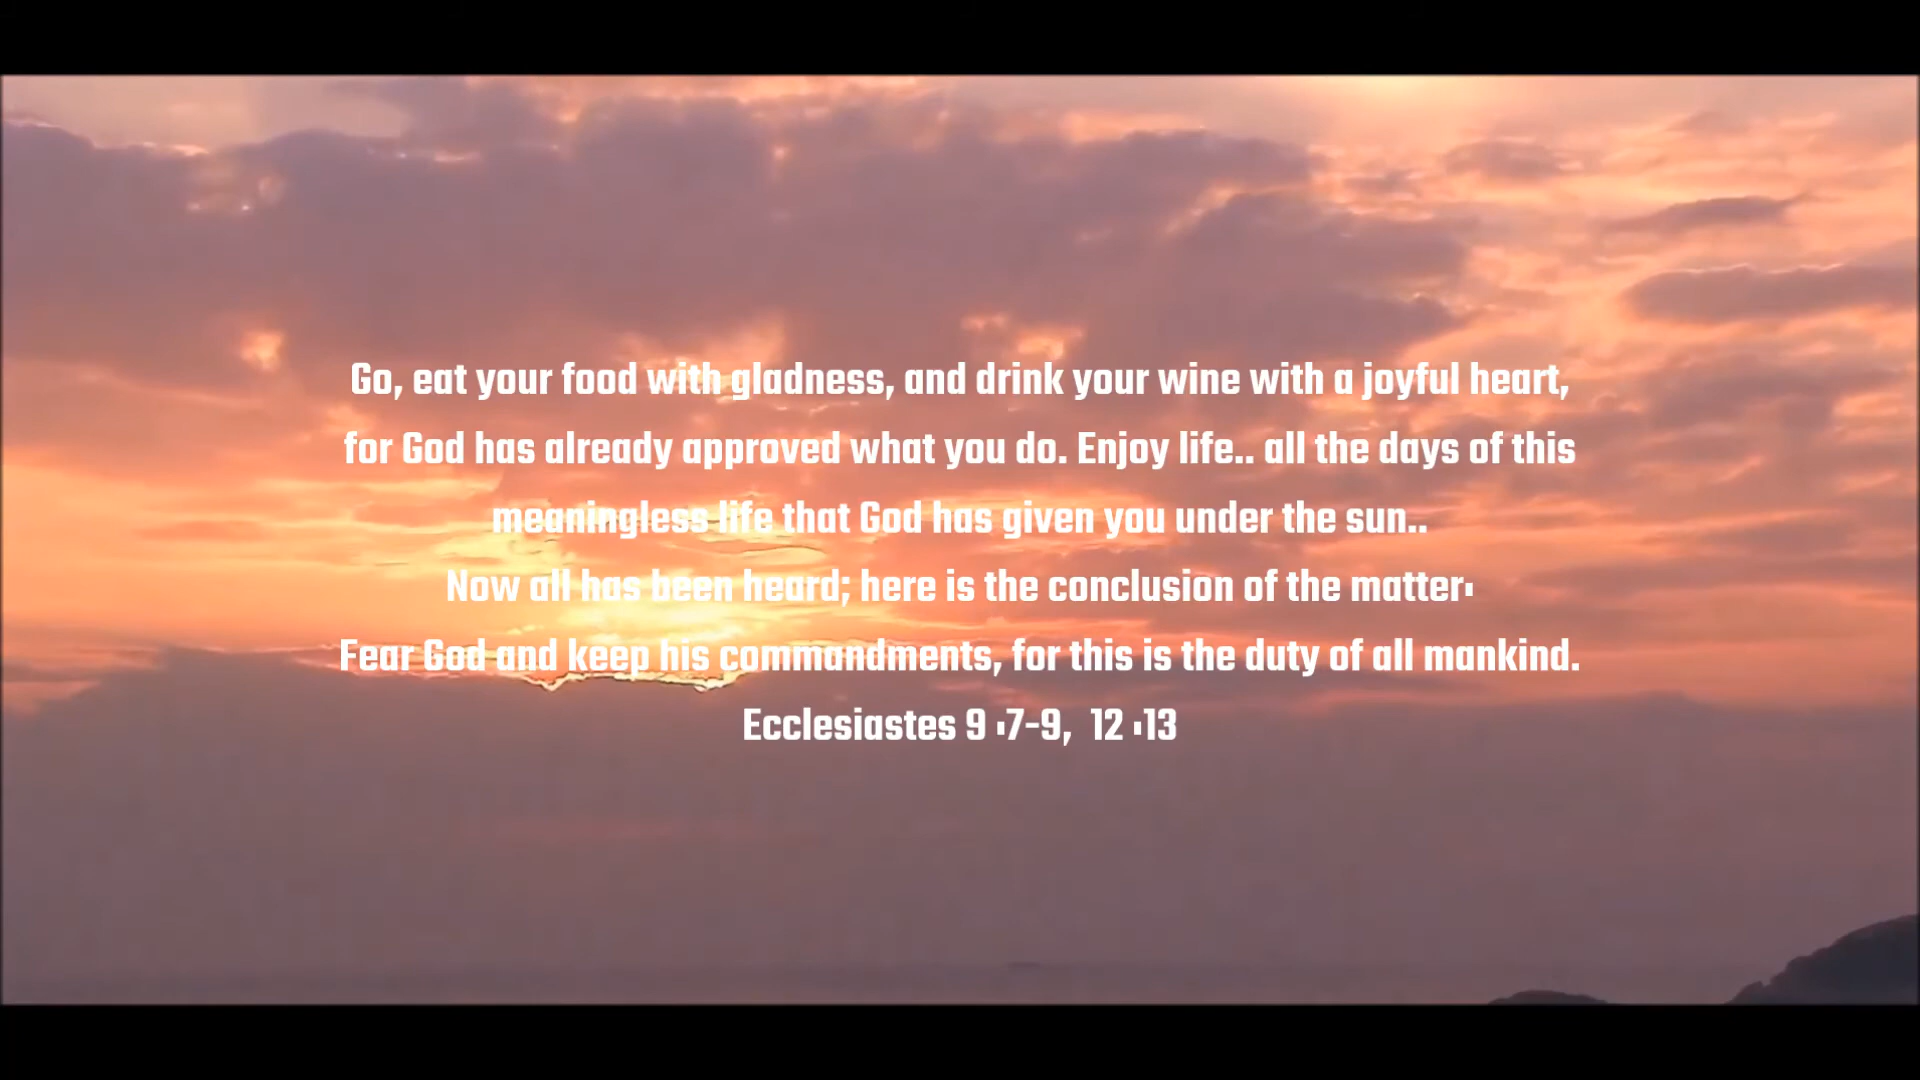 Go, eat your food with gladness, and drink your wine with a joyful heart,
for God has already approved what you do. Enjoy life.. all the days of this
meaningless life that God has given you under the sun..
Now all has been heard; here is the conclusion of the matter:
Fear God and keep his commandments, for this is the duty of all mankind.
Ecclesiastes 9 :7-9,  12 :13